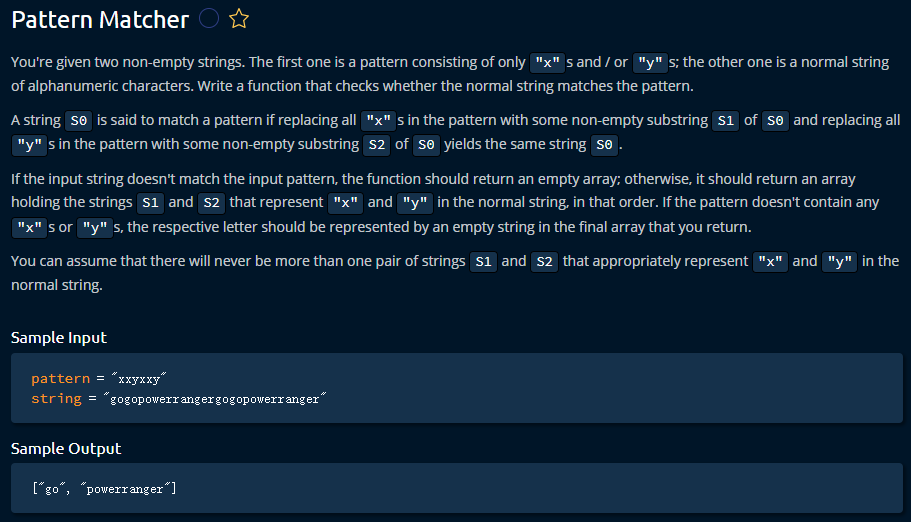 Pattern Matcher
You're given two non-empty strings. The first one is a pattern consisting of only "x" s and / or "y" s; the other one is a normal string
of alphanumeric characters. Write a function that checks whether the normal string matches the pattern.
A string S0 is said to match a pattern if replacing all "x" s in the pattern with some non-empty substring S1 of S0 and replacing all
"y" s in the pattern with some non-empty substring S2 of S0 yields the same string S0 .
If the input string doesn't match the input pattern, the function should return an empty array; otherwise, it should return an array
holding the strings S1 and S2 that represent "x" and "y" in the normal string, in that order. If the pattern doesn't contain any
"x" s or "y" s, the respective letter should be represented by an empty string in the final array that you return.
You can assume that there will never be more than one pair of strings S1 and S2 that appropriately represent "x" and "y" in the
normal string.
Sample Input
pattern = "xxyxxy"
string = "gogopowerrangergogopowerranger"
Sample Output
["go", "powerranger"]